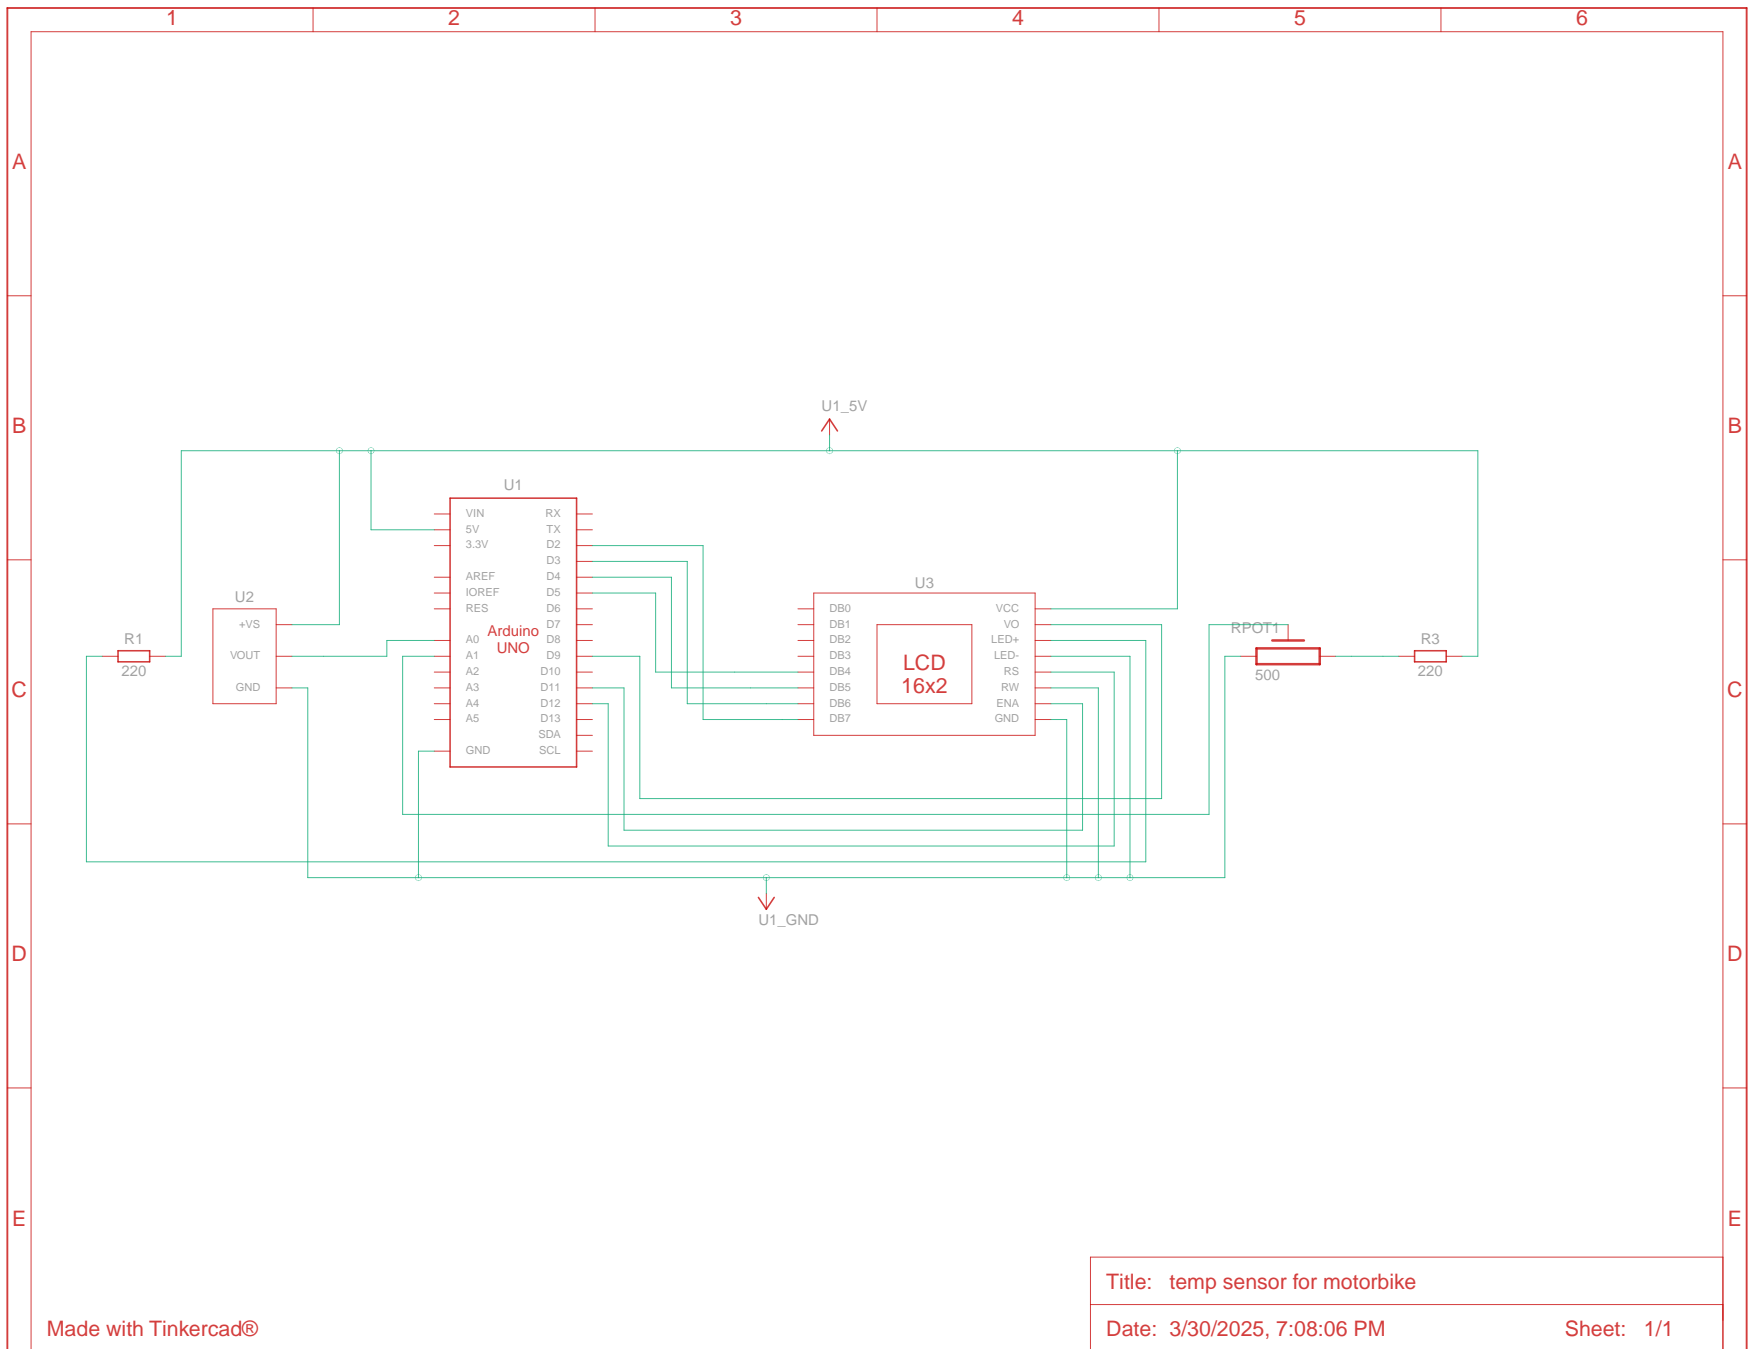 1 2 3 4 5 6
A A
B B
C C
D D
E E
U1_5V
U1
VIN RX
5V TX
3.3V D2
D3
AREF D4
IOREF D5
RES D6
D7
A0 D8
A1 D9
A2 D10
A3 D11
A4 D12
A5 D13
SDA
GND SCL
Arduino
UNO
U2
+VS
VOUT
GND
R1
220
U3
DB0 VCC
DB1 VO
DB2 LED+
DB3 LED-
DB4 RS
DB5 RW
DB6 ENA
DB7 GND
LCD
16x2
RPOT1
500
R3
220
U1_GND
Title: temp sensor for motorbike
Made with Tinkercad®
Date: 3/30/2025, 7:08:06 PM Sheet: 1/1